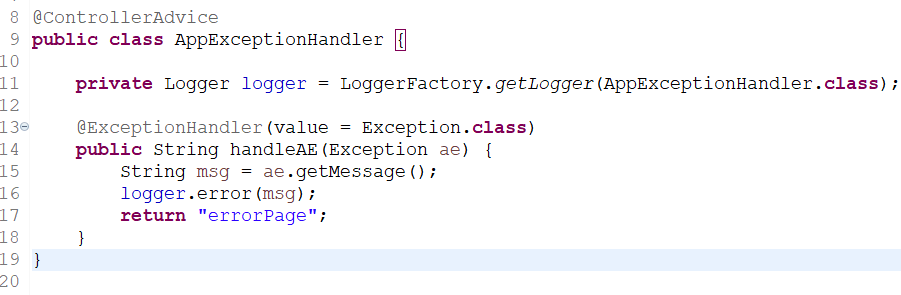 8 @ControllerAdvice
9 public class AppExceptionHandler {
10
11 private Logger logger = LoggerFactory.getLogger(AppExceptionHandler.class);
12
13 @ExceptionHandler(value = Exception.class)
14 public String handleAE(Exception ae) {
15 String msg = ae.getMessage();
16 logger.error(msg);
17 return "errorPage";
18 }
19 }
20